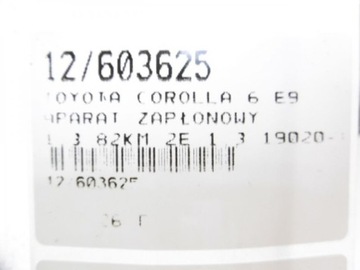 12/603625
TOYOTA COROLLA 6 E9
APARAT ZAPŁONOWY
1 3 82KM 2E 1 3 19020-
12/603625